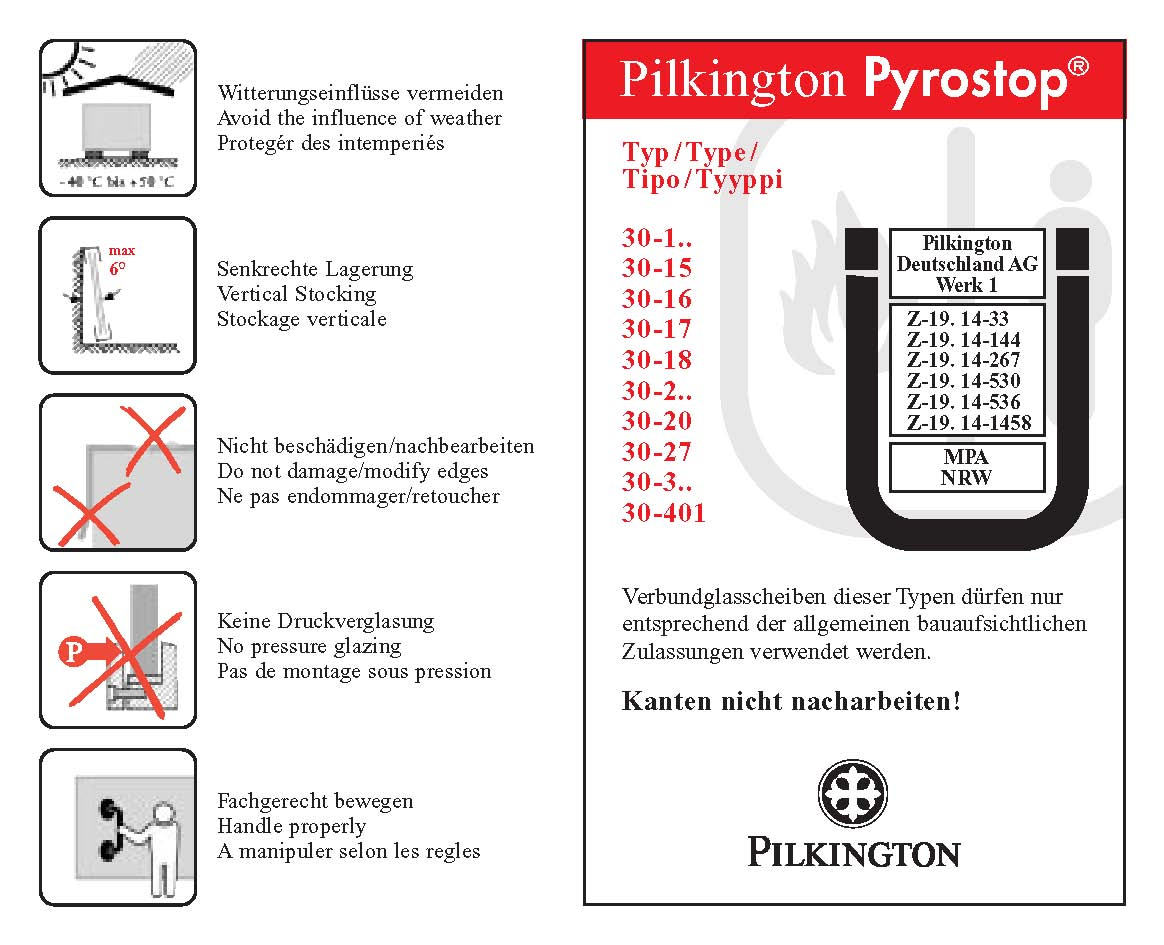 - 40 °C bis +50 °C
Witterungseinflüsse vermeiden
Avoid the influence of weather
Protegér des intemperiés
max
6°
Senkrechte Lagerung
Vertical Stocking
Stockage verticale
Nicht beschädigen/nachbearbeiten
Do not damage/modify edges
Ne pas endommager/retoucher
P
Keine Druckverglasung
No pressure glazing
Pas de montage sous pression
Fachgerecht bewegen
Handle properly
A manipuler selon les regles
Pilkington Pyrostop®
Typ / Type /
Tipo / Tyyppi
30-1..
30-15
30-16
30-17
30-18
30-2..
30-20
30-27
30-3..
30-401
Pilkington
Deutschland AG
Werk 1
Z-19. 14-33
Z-19. 14-144
Z-19. 14-267
Z-19. 14-530
Z-19. 14-536
Z-19. 14-1458
MPA
NRW
Verbundglasscheiben dieser Typen dürfen nur
entsprechend der allgemeinen bauaufsichtlichen
Zulassungen verwendet werden.
Kanten nicht nacharbeiten!
PILKINGTON